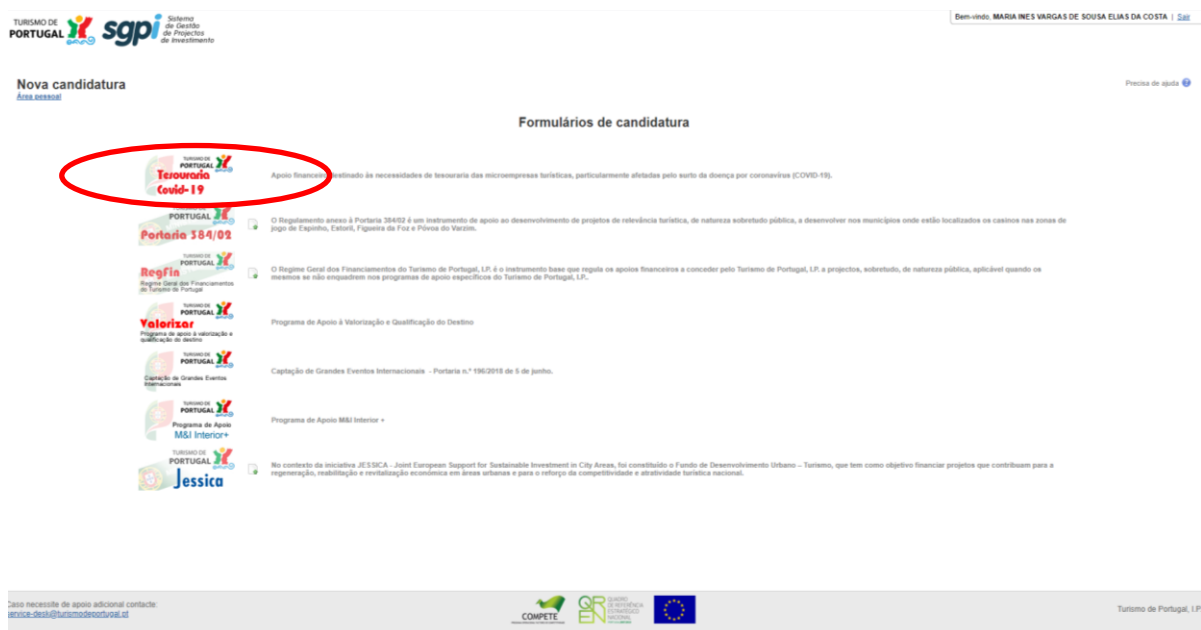 TURISMO DE
PORTUGAL
sgpi
Sistema
de Gestão
de Projectos
de Investimento
Bem-vindo, MARIA INES VARGAS DE SOUSA ELIAS DA COSTA | Sair
Nova candidatura
Área pessoal
Precisa de ajuda
Formulários de candidatura
TURISMO DE
PORTUGAL
Tesouraria
Covid-19
Apoio financeiro destinado às necessidades de tesouraria das microempresas turísticas, particularmente afetadas pelo surto da doença por coronavírus (COVID-19).
PORTUGAL
Portaria 384/02
O Regulamento anexo à Portaria 384/02 é um instrumento de apoio ao desenvolvimento de projetos de relevância turística, de natureza sobretudo pública, a desenvolver nos municípios onde estão localizados os casinos nas zonas de
jogo de Espinho, Estoril, Figueira da Foz e Póvoa do Varzim.
TURISMO DE
PORTUGAL
RegFin
Regime Geral dos Financiamentos
do Turismo de Portugal
O Regime Geral dos Financiamentos do Turismo de Portugal, I.P. é o instrumento base que regula os apoios financeiros a conceder pelo Turismo de Portugal, I.P. a projectos, sobretudo, de natureza pública, aplicável quando os
mesmos se não enquadrem nos programas de apoio específicos do Turismo de Portugal, I.P..
TURISMO DE
PORTUGAL
Valorizar
Programa de apoio à valorização e
qualificação do destino
Programa de Apoio à Valorização e Qualificação do Destino
TURISMO DE
PORTUGAL
Captação de Grandes Eventos
Internacionais
Captação de Grandes Eventos Internacionais - Portaria n.º 196/2018 de 5 de junho.
TURISMO DE
PORTUGAL
Programa de Apoio
M&I Interior+
Programa de Apoio M&I Interior +
TURISMO DE
PORTUGAL
Jessica
No contexto da iniciativa JESSICA - Joint European Support for Sustainable Investment in City Areas, foi constituído o Fundo de Desenvolvimento Urbano – Turismo, que tem como objetivo financiar projetos que contribuam para a
regeneração, reabilitação e revitalização económica em áreas urbanas e para o reforço da competitividade e atratividade turística nacional.
Caso necessite de apoio adicional contacte:
service-desk@turismodeportugal.pt
COMPETE
QREN
QUADRO
DE REFERÊNCIA
ESTRATÉGICO
NACIONAL
Turismo de Portugal, I.P.